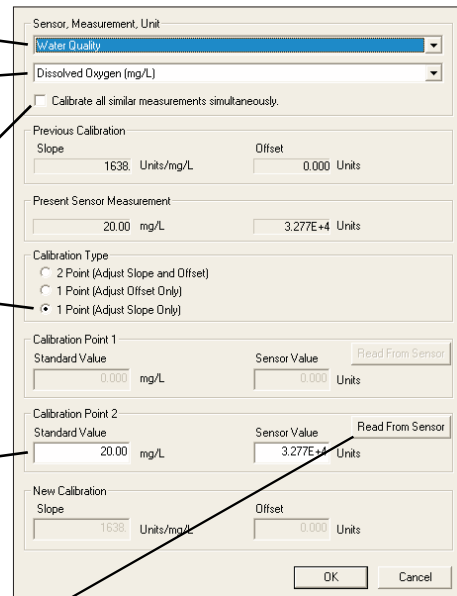 Sensor, Measurement, Unit
Water Quality
Dissolved Oxygen (mg/L)
Calibrate all similar measurements simultaneously.
Previous Calibration
Slope Offset
1638. Units/mg/L 0.000 Units
Present Sensor Measurement
20.00 mg/L 3.277E+4 Units
Calibration Type
2 Point (Adjust Slope and Offset)
1 Point (Adjust Offset Only)
1 Point (Adjust Slope Only)
Calibration Point 1
Standard Value Sensor Value Read From Sensor
0.000 mg/L 0.000 Units
Calibration Point 2
Standard Value Sensor Value Read From Sensor
20.00 mg/L 3.277E+4 Units
New Calibration
Slope Offset
1638. Units/mg/L 0.000 Units
OK Cancel